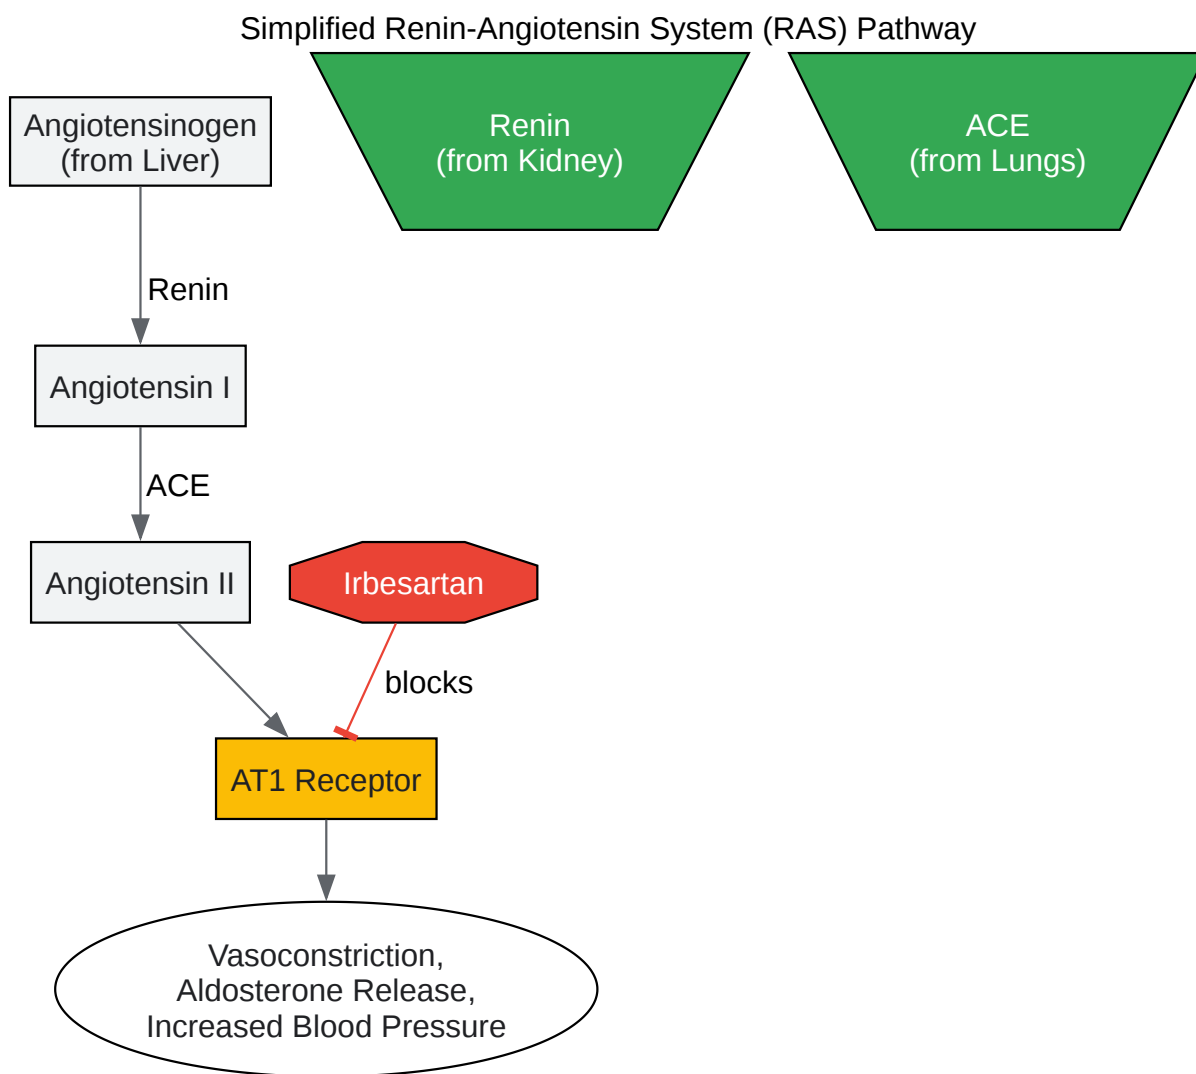 Simplified Renin-Angiotensin System (RAS) Pathway
Angiotensinogen
(from Liver)
Renin
(from Kidney)
ACE
(from Lungs)
Renin
Angiotensin I
ACE
Angiotensin II
Irbesartan
blocks
AT1 Receptor
Vasoconstriction,
Aldosterone Release,
Increased Blood Pressure